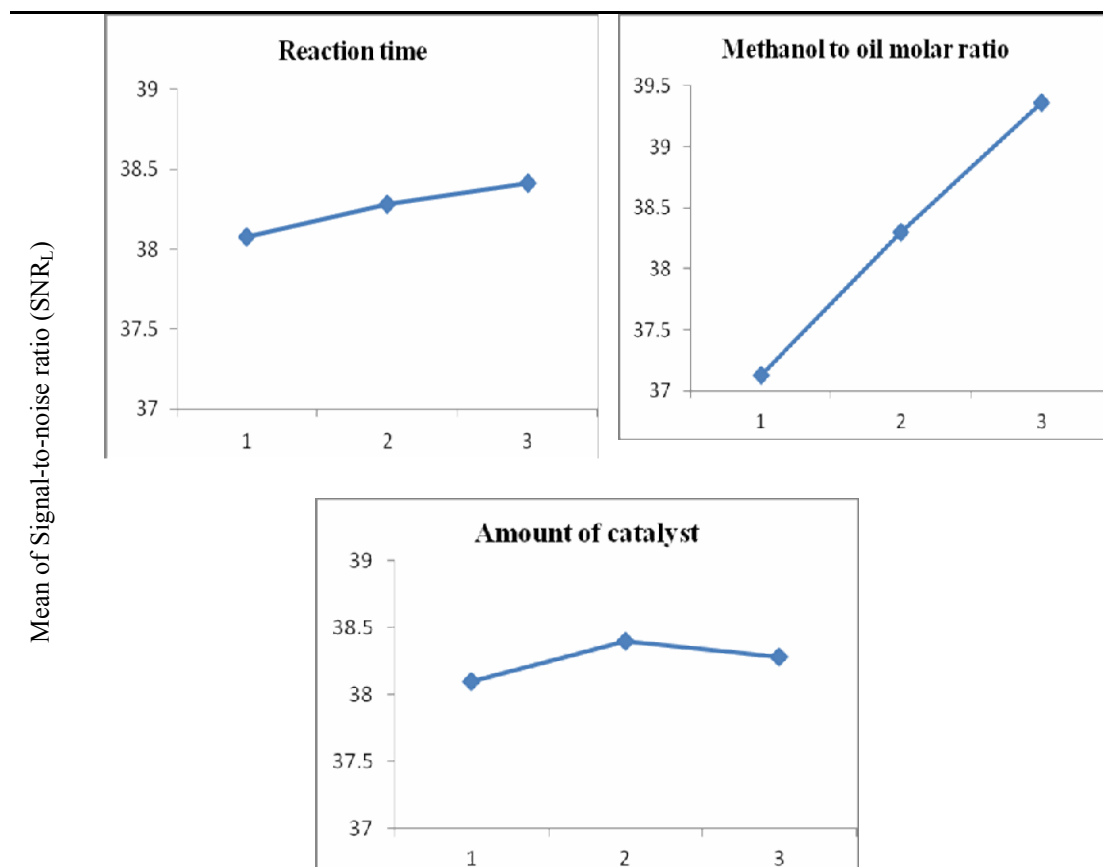 Mean of Signal-to-noise ratio (SNRL)
Reaction time
39
38.5
38
37.5
37
1 2 3
Methanol to oil molar ratio
39.5
39
38.5
38
37.5
37
1 2 3
Amount of catalyst
39
38.5
38
37.5
37
1 2 3